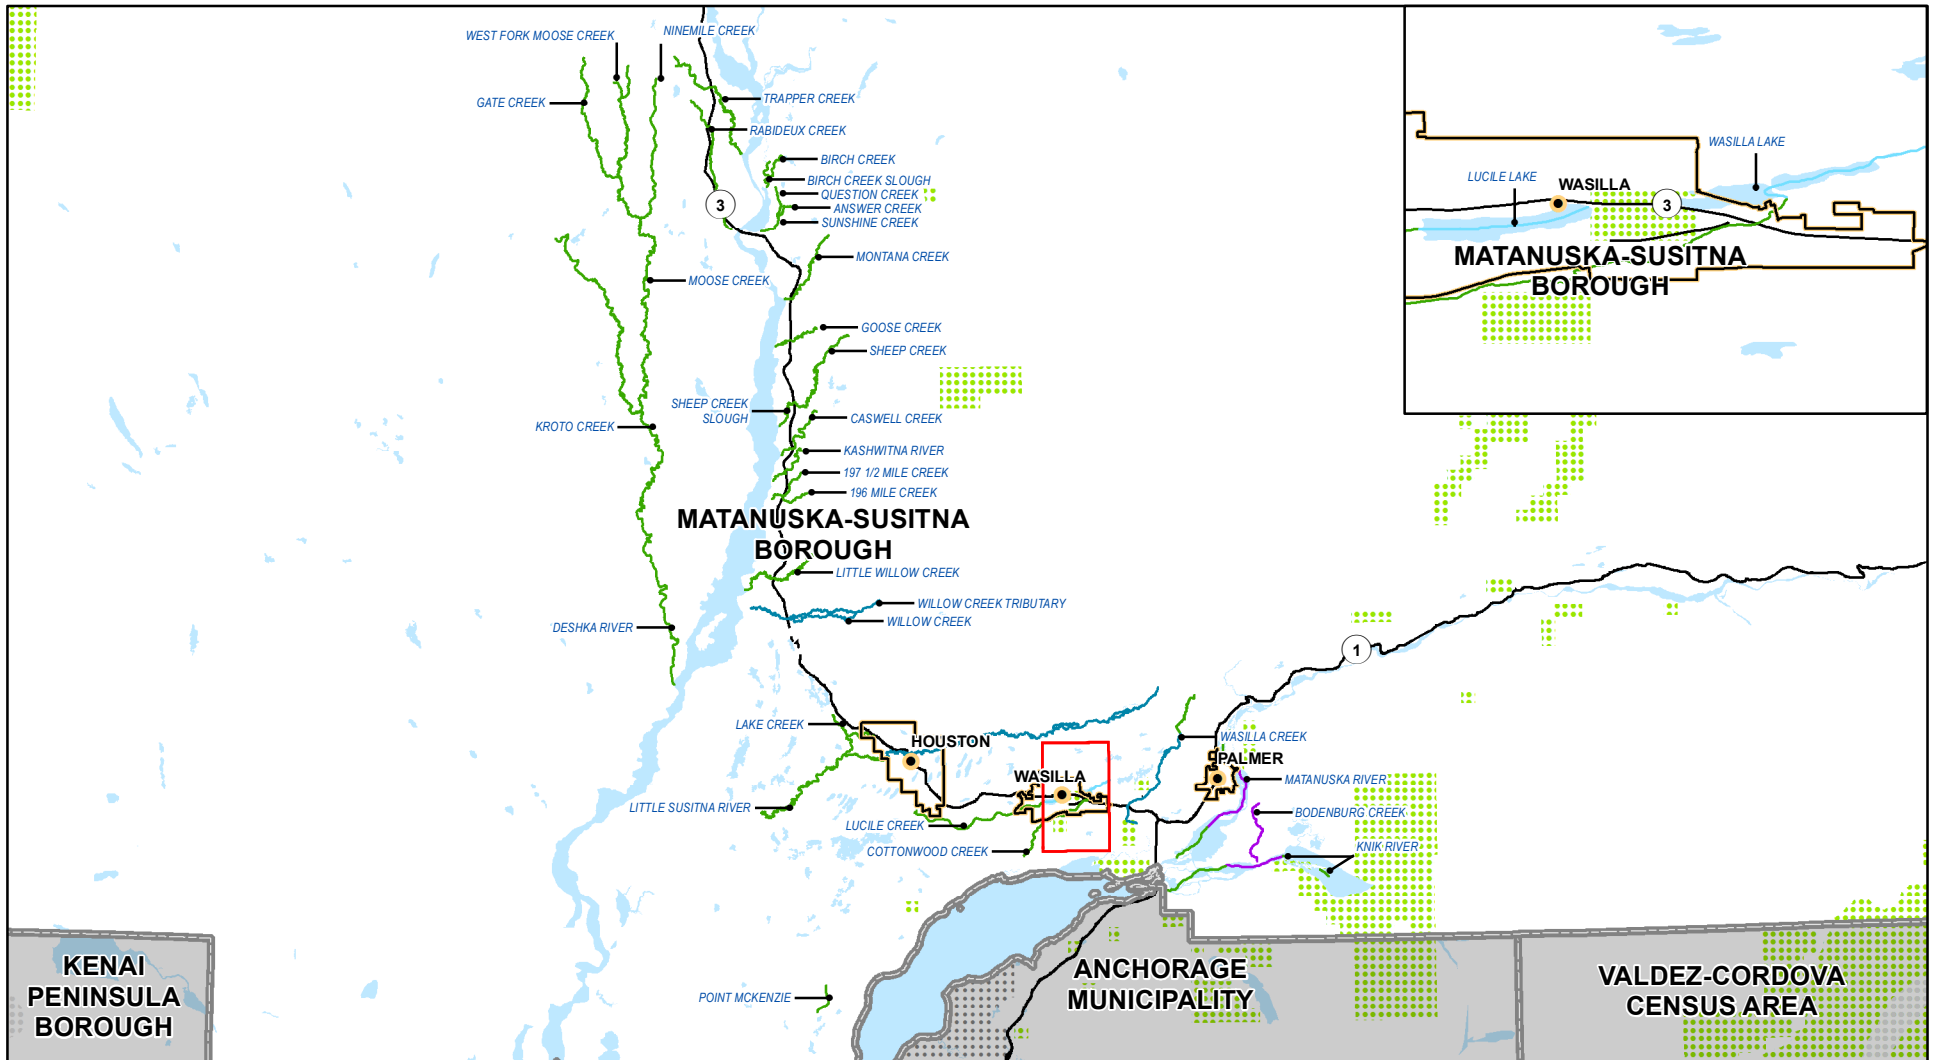 WEST FORK MOOSE CREEK
NINEMILE CREEK
GATE CREEK
TRAPPER CREEK
RABIDEUX CREEK
BIRCH CREEK
BIRCH CREEK SLOUGH
QUESTION CREEK
ANSWER CREEK
SUNSHINE CREEK
3
MONTANA CREEK
MOOSE CREEK
GOOSE CREEK
SHEEP CREEK
SHEEP CREEK
SLOUGH
CASWELL CREEK
KROTO CREEK
KASHWITNA RIVER
197 1/2 MILE CREEK
196 MILE CREEK
MATANUSKA-SUSITNA
BOROUGH
LITTLE WILLOW CREEK
WILLOW CREEK TRIBUTARY
WILLOW CREEK
DESHKA RIVER
1
LAKE CREEK
HOUSTON
WASILLA CREEK
PALMER
WASILLA
MATANUSKA RIVER
LITTLE SUSITNA RIVER
BODENBURG CREEK
LUCILE CREEK
COTTONWOOD CREEK
KNIK RIVER
POINT MCKENZIE
KENAI
PENINSULA
BOROUGH
ANCHORAGE
MUNICIPALITY
VALDEZ-CORDOVA
CENSUS AREA
WASILLA LAKE
LUCILE LAKE
WASILLA
3
MATANUSKA-SUSITNA
BOROUGH